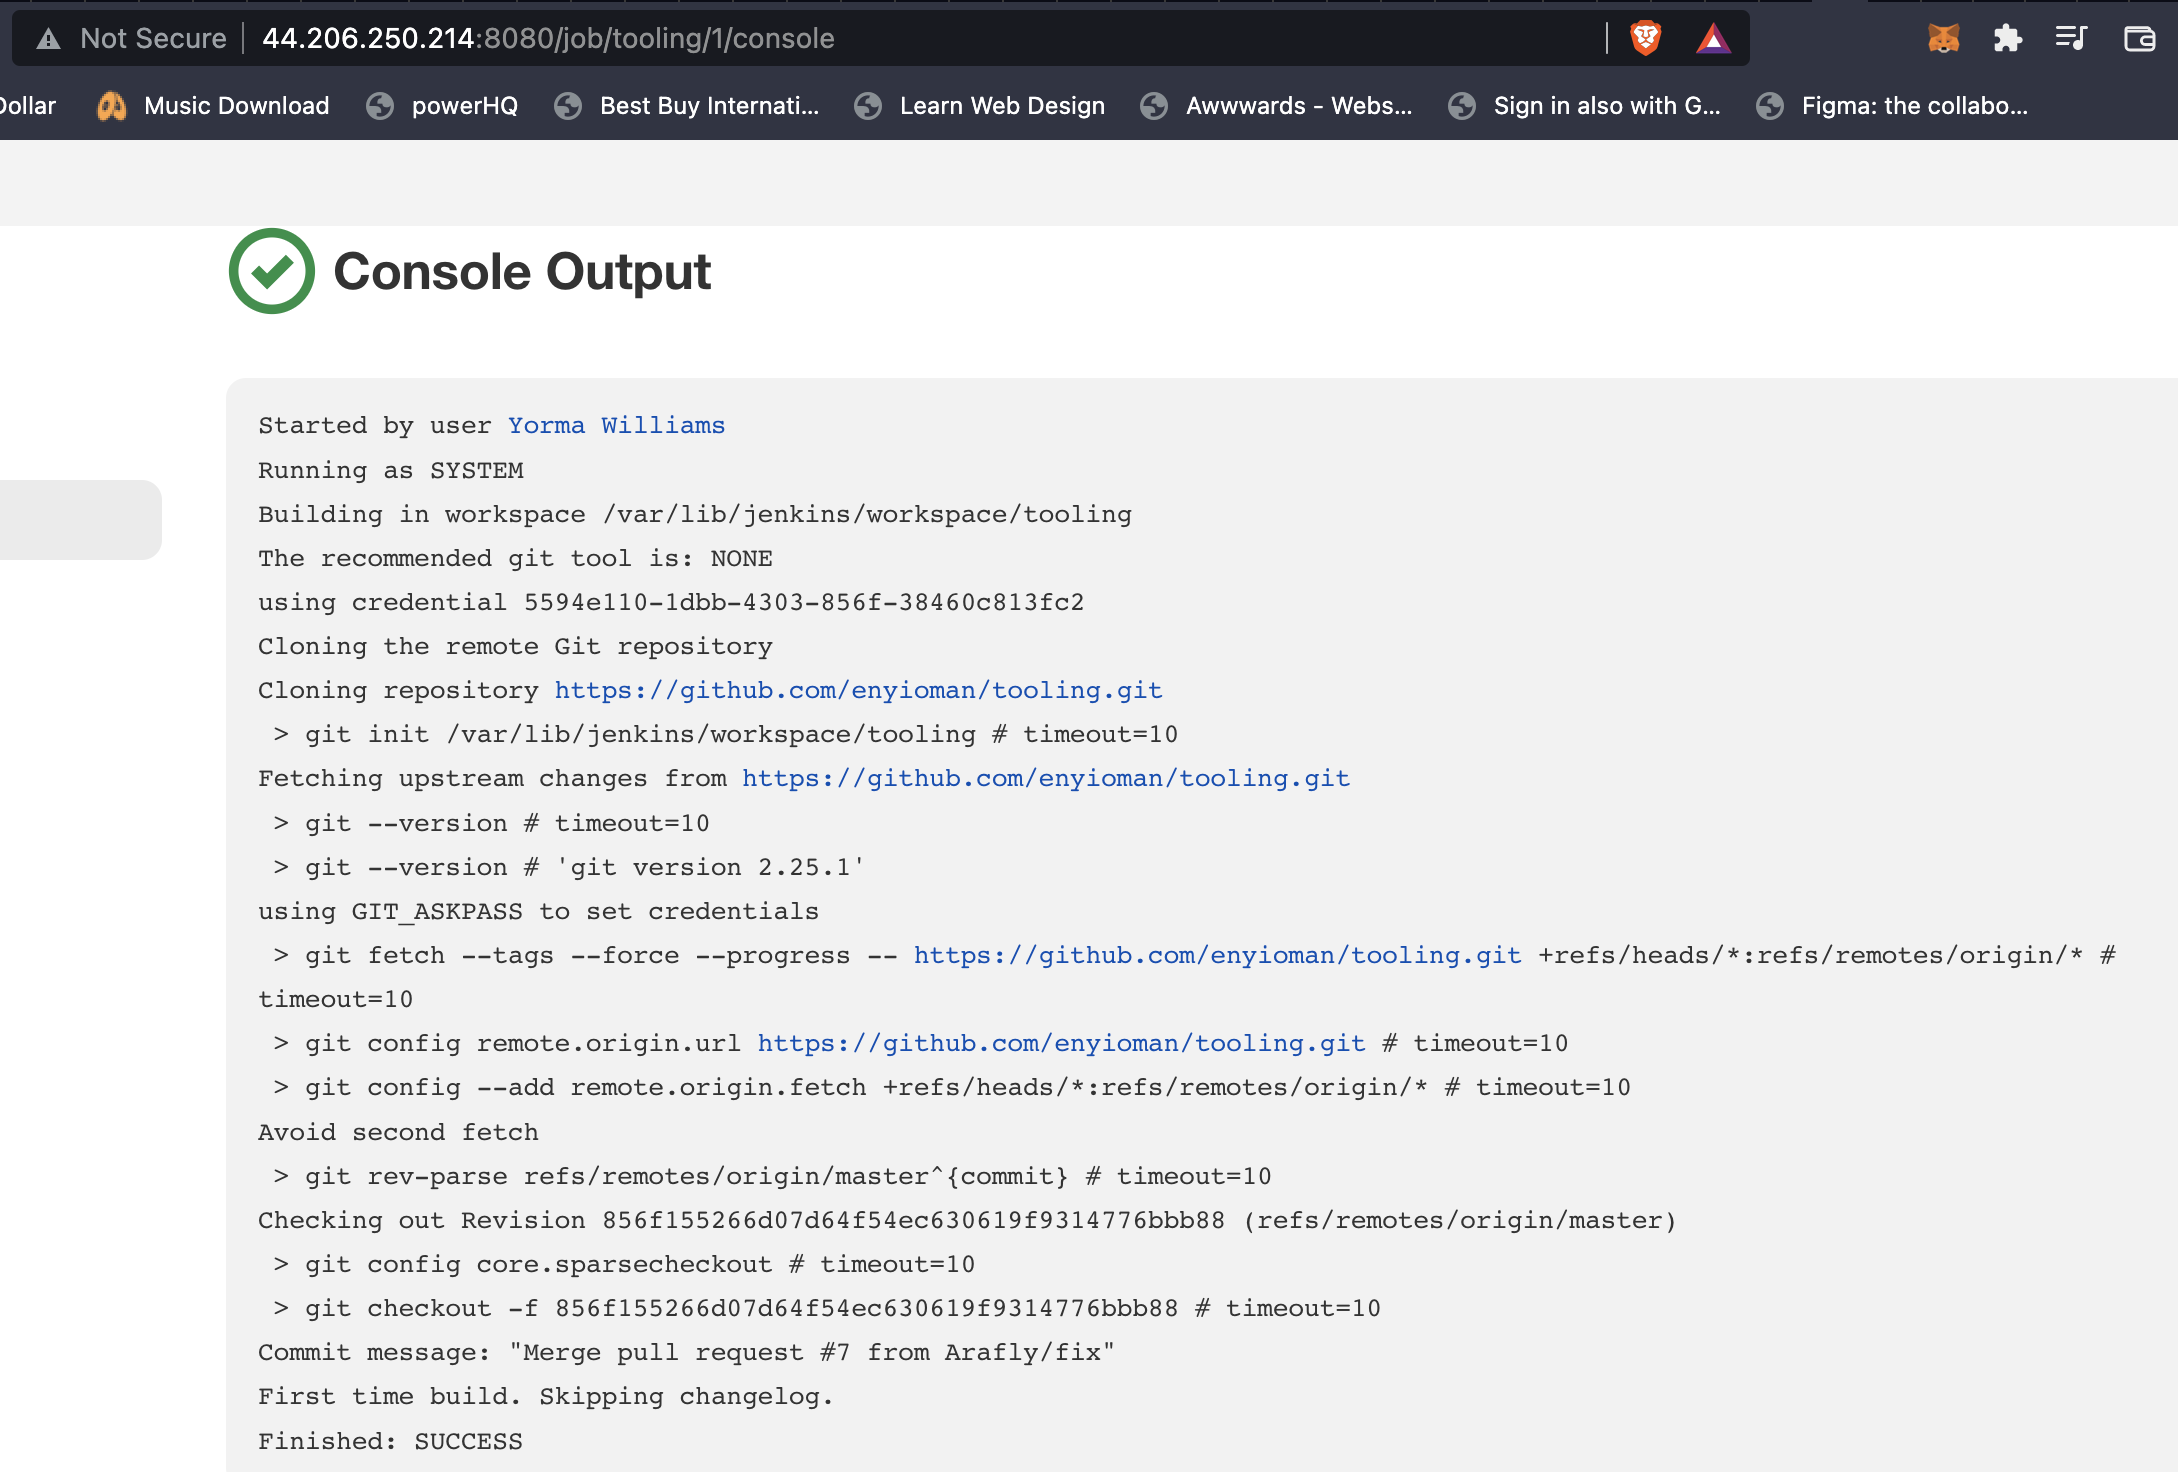 Not Secure | 44.206.250.214:8080/job/tooling/1/console
Dollar Music Download powerHQ Best Buy Internati... Learn Web Design Awwwards - Webs... Sign in also with G... Figma: the collabo...
Console Output
Started by user Yorma Williams
Running as SYSTEM
Building in workspace /var/lib/jenkins/workspace/tooling
The recommended git tool is: NONE
using credential 5594e110-1dbb-4303-856f-38460c813fc2
Cloning the remote Git repository
Cloning repository https://github.com/enyioman/tooling.git
 > git init /var/lib/jenkins/workspace/tooling # timeout=10
Fetching upstream changes from https://github.com/enyioman/tooling.git
 > git --version # timeout=10
 > git --version # 'git version 2.25.1'
using GIT_ASKPASS to set credentials
 > git fetch --tags --force --progress -- https://github.com/enyioman/tooling.git +refs/heads/*:refs/remotes/origin/* #
timeout=10
 > git config remote.origin.url https://github.com/enyioman/tooling.git # timeout=10
 > git config --add remote.origin.fetch +refs/heads/*:refs/remotes/origin/* # timeout=10
Avoid second fetch
 > git rev-parse refs/remotes/origin/master^{commit} # timeout=10
Checking out Revision 856f155266d07d64f54ec630619f9314776bbb88 (refs/remotes/origin/master)
 > git config core.sparsecheckout # timeout=10
 > git checkout -f 856f155266d07d64f54ec630619f9314776bbb88 # timeout=10
Commit message: "Merge pull request #7 from Arafly/fix"
First time build. Skipping changelog.
Finished: SUCCESS